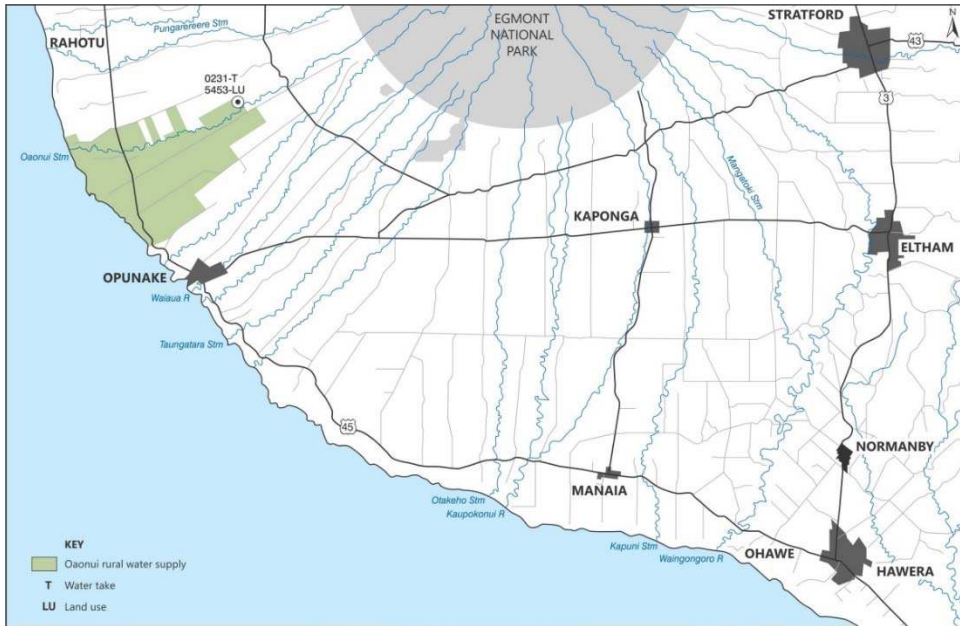 EGMONT
NATIONAL
PARK
STRATFORD
N
43
RAHOTU
Pungarereere Stm
0231-T
5453-LU
3
Oaonui Stm
Mangatoki Stm
KAPONGA
ELTHAM
OPUNAKE
Waiaua R
Taungatara Stm
45
NORMANBY
MANAIA
Otakeho Stm
Kaupokonui R
Kapuni Stm
Waingongoro R
OHAWE
HAWERA
KEY
Oaonui rural water supply
T Water take
LU Land use